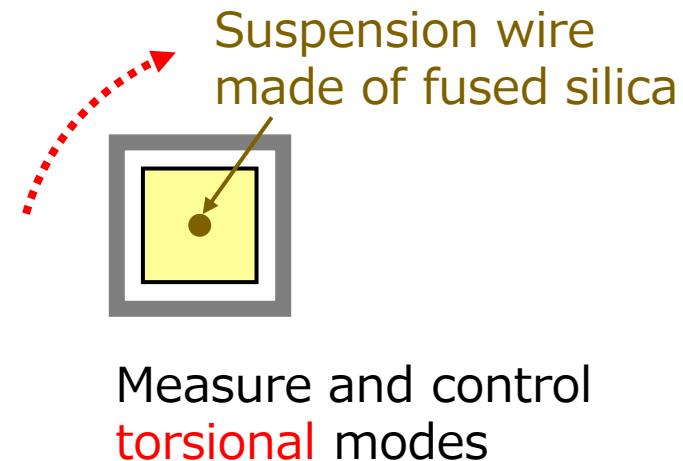 Suspension wire
made of fused silica
Measure and control
torsional modes